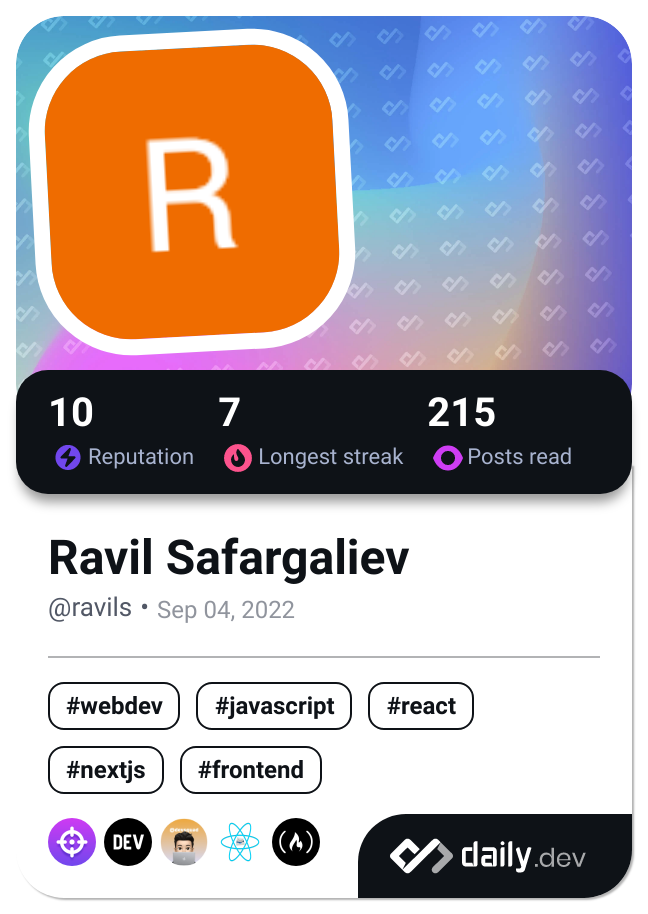 R
10 7 215
Reputation Longest streak Posts read
Ravil Safargaliev
@ravils • Sep 04, 2022
#webdev #javascript #react
#nextjs #frontend
DEV
daily.dev